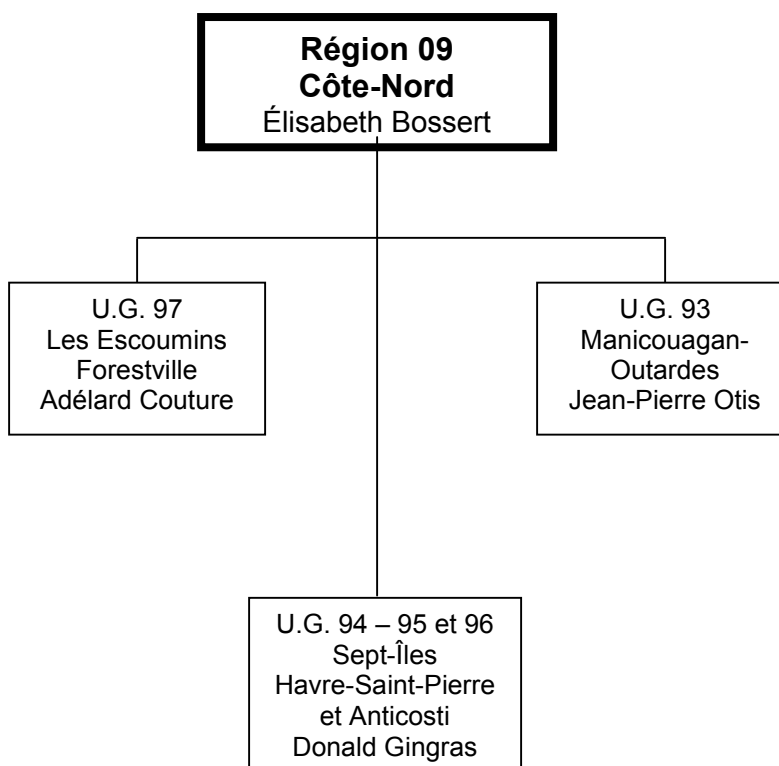 Région 09
Côte-Nord
Élisabeth Bossert
U.G. 97
Les Escoumins
Forestville
Adélard Couture
U.G. 93
Manicouagan-
Outardes
Jean-Pierre Otis
U.G. 94 – 95 et 96
Sept-Îles
Havre-Saint-Pierre
et Anticosti
Donald Gingras